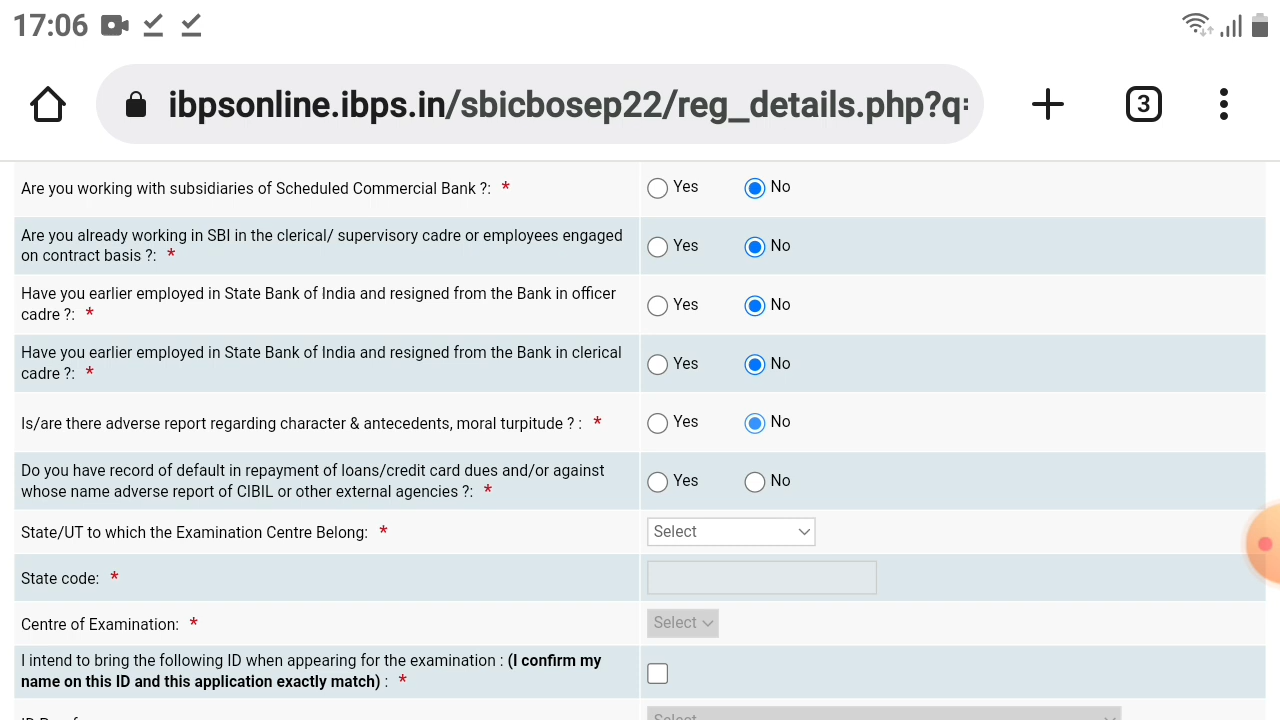 17:06
ibpsonline.ibps.in/sbicbosep22/reg_details.php?q=
3
Are you working with subsidiaries of Scheduled Commercial Bank ?: * Yes No
Are you already working in SBI in the clerical/ supervisory cadre or employees engaged
on contract basis ?: * Yes No
Have you earlier employed in State Bank of India and resigned from the Bank in officer
cadre ?: * Yes No
Have you earlier employed in State Bank of India and resigned from the Bank in clerical
cadre ?: * Yes No
Is/are there adverse report regarding character & antecedents, moral turpitude ? : * Yes No
Do you have record of default in repayment of loans/credit card dues and/or against
whose name adverse report of CIBIL or other external agencies ?: * Yes No
State/UT to which the Examination Centre Belong: * Select
State code: *
Centre of Examination: * Select
I intend to bring the following ID when appearing for the examination : (I confirm my
name on this ID and this application exactly match) : *
Select